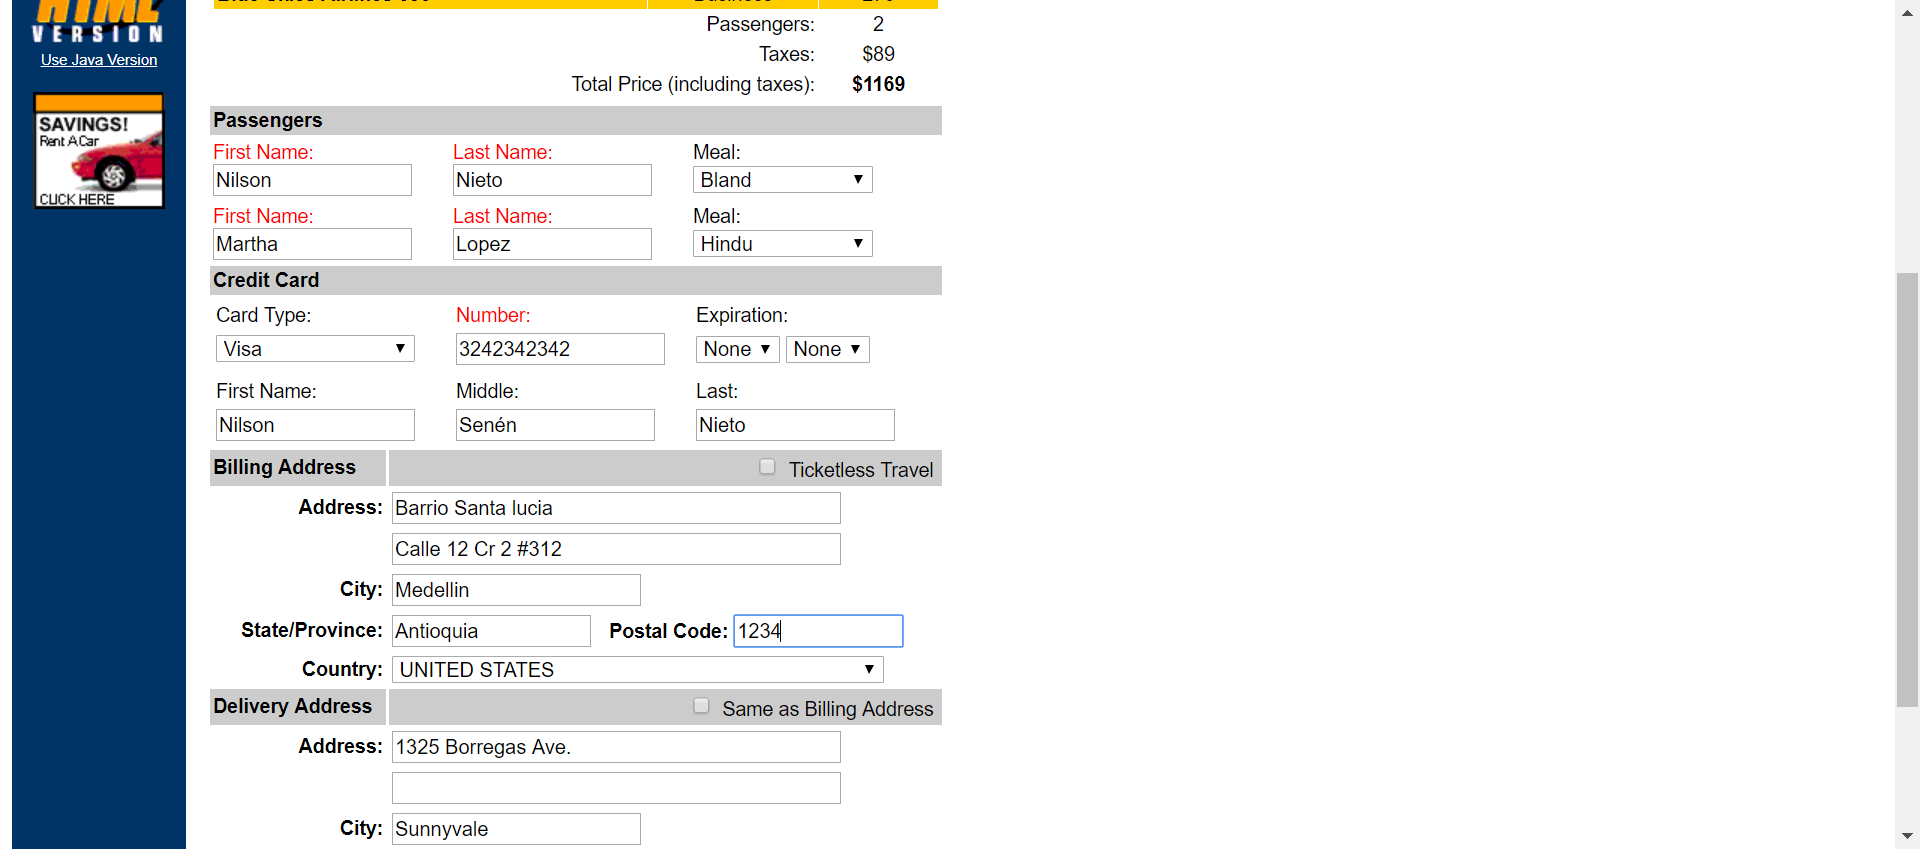 VERSION
Use Java Version
SAVINGS!
Rent A Car
CLICK HERE
Passengers: 2
Taxes: $89
Total Price (including taxes): $1169
Passengers
First Name: Last Name: Meal:
Nilson Nieto Bland
First Name: Last Name: Meal:
Martha Lopez Hindu
Credit Card
Card Type: Number: Expiration:
Visa 3242342342 None None
First Name: Middle: Last:
Nilson Senén Nieto
Billing Address Ticketless Travel
Address: Barrio Santa lucia
Calle 12 Cr 2 #312
City: Medellin
State/Province: Antioquia Postal Code: 1234
Country: UNITED STATES
Delivery Address Same as Billing Address
Address: 1325 Borregas Ave.
City: Sunnyvale